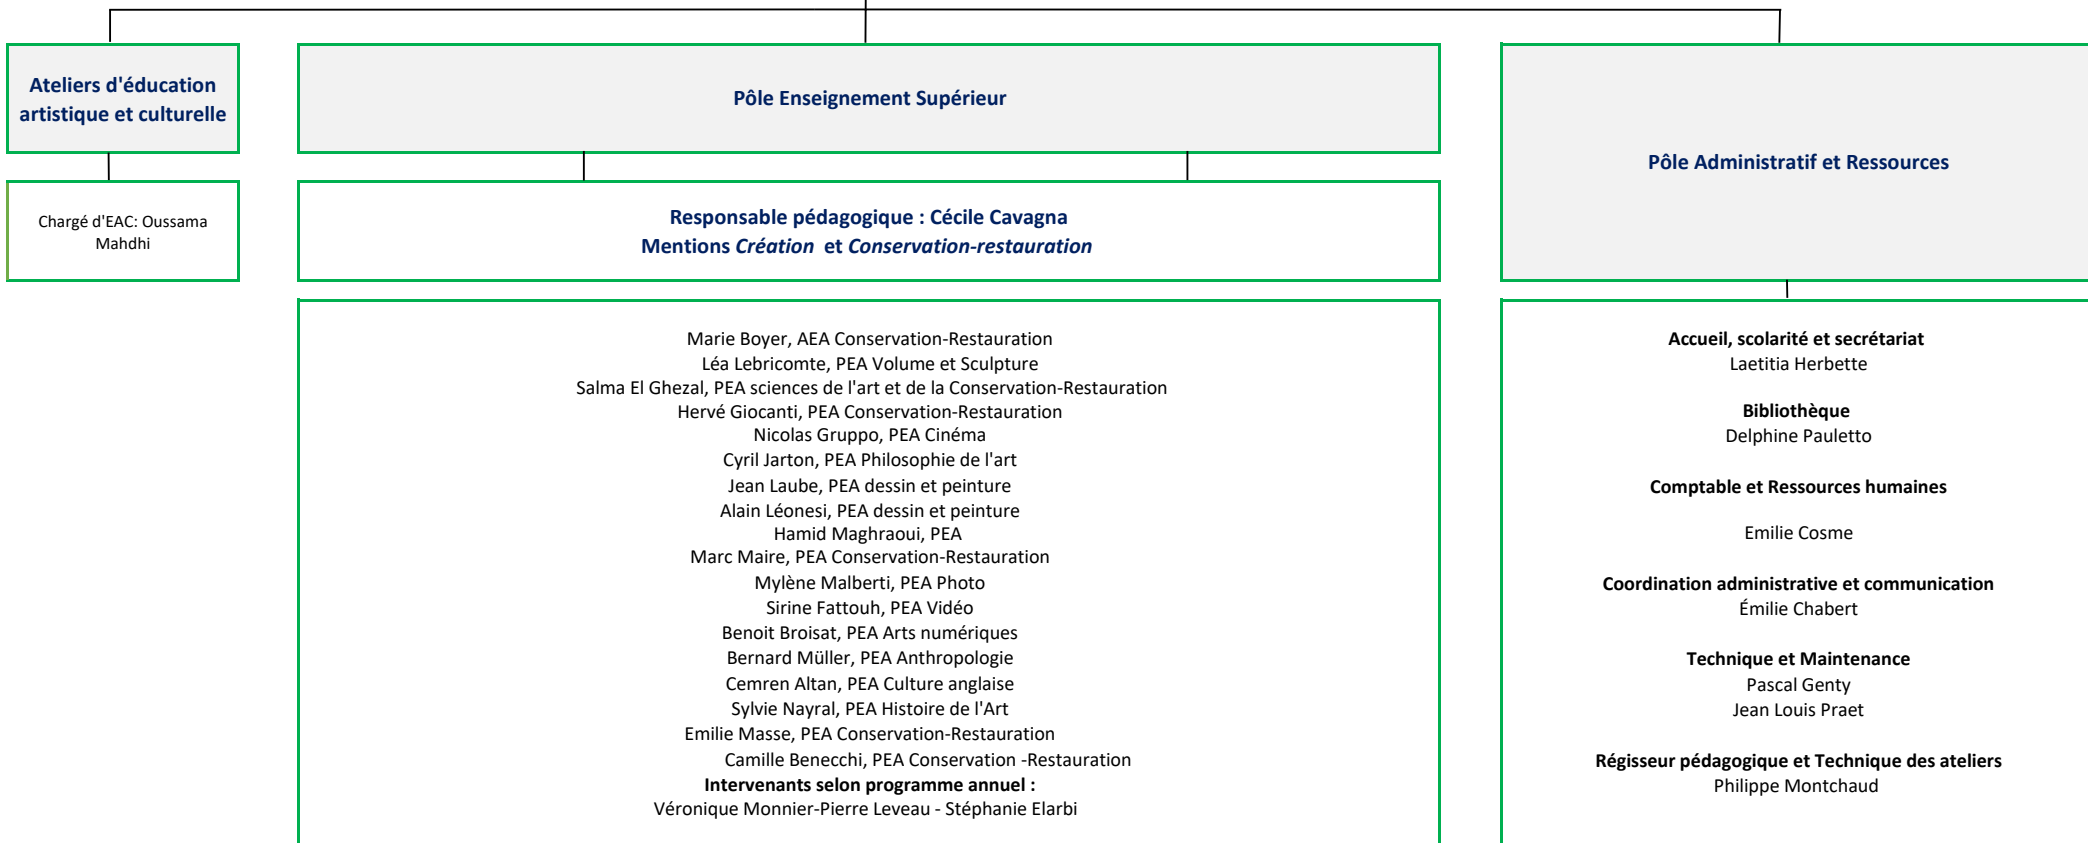 Ateliers d'éducation
artistique et culturelle
Chargé d'EAC: Oussama
Mahdhi
Pôle Enseignement Supérieur
Responsable pédagogique : Cécile Cavagna
Mentions Création et Conservation-restauration
Marie Boyer, AEA Conservation-Restauration
Léa Lebricomte, PEA Volume et Sculpture
Salma El Ghezal, PEA sciences de l'art et de la Conservation-Restauration
Hervé Giocanti, PEA Conservation-Restauration
Nicolas Gruppo, PEA Cinéma
Cyril Jarton, PEA Philosophie de l'art
Jean Laube, PEA dessin et peinture
Alain Léonesi, PEA dessin et peinture
Hamid Maghraoui, PEA
Marc Maire, PEA Conservation-Restauration
Mylène Malberti, PEA Photo
Sirine Fattouh, PEA Vidéo
Benoit Broisat, PEA Arts numériques
Bernard Müller, PEA Anthropologie
Cemren Altan, PEA Culture anglaise
Sylvie Nayral, PEA Histoire de l'Art
Emilie Masse, PEA Conservation-Restauration
Camille Benecchi, PEA Conservation -Restauration
Intervenants selon programme annuel :
Véronique Monnier-Pierre Leveau - Stéphanie Elarbi
Pôle Administratif et Ressources
Accueil, scolarité et secrétariat
Laetitia Herbette
Bibliothèque
Delphine Pauletto
Comptable et Ressources humaines
Emilie Cosme
Coordination administrative et communication
Émilie Chabert
Technique et Maintenance
Pascal Genty
Jean Louis Praet
Régisseur pédagogique et Technique des ateliers
Philippe Montchaud